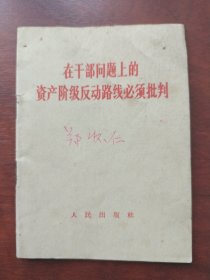 在干部问题上的
资产阶级反动路线必须批判
人民出版社